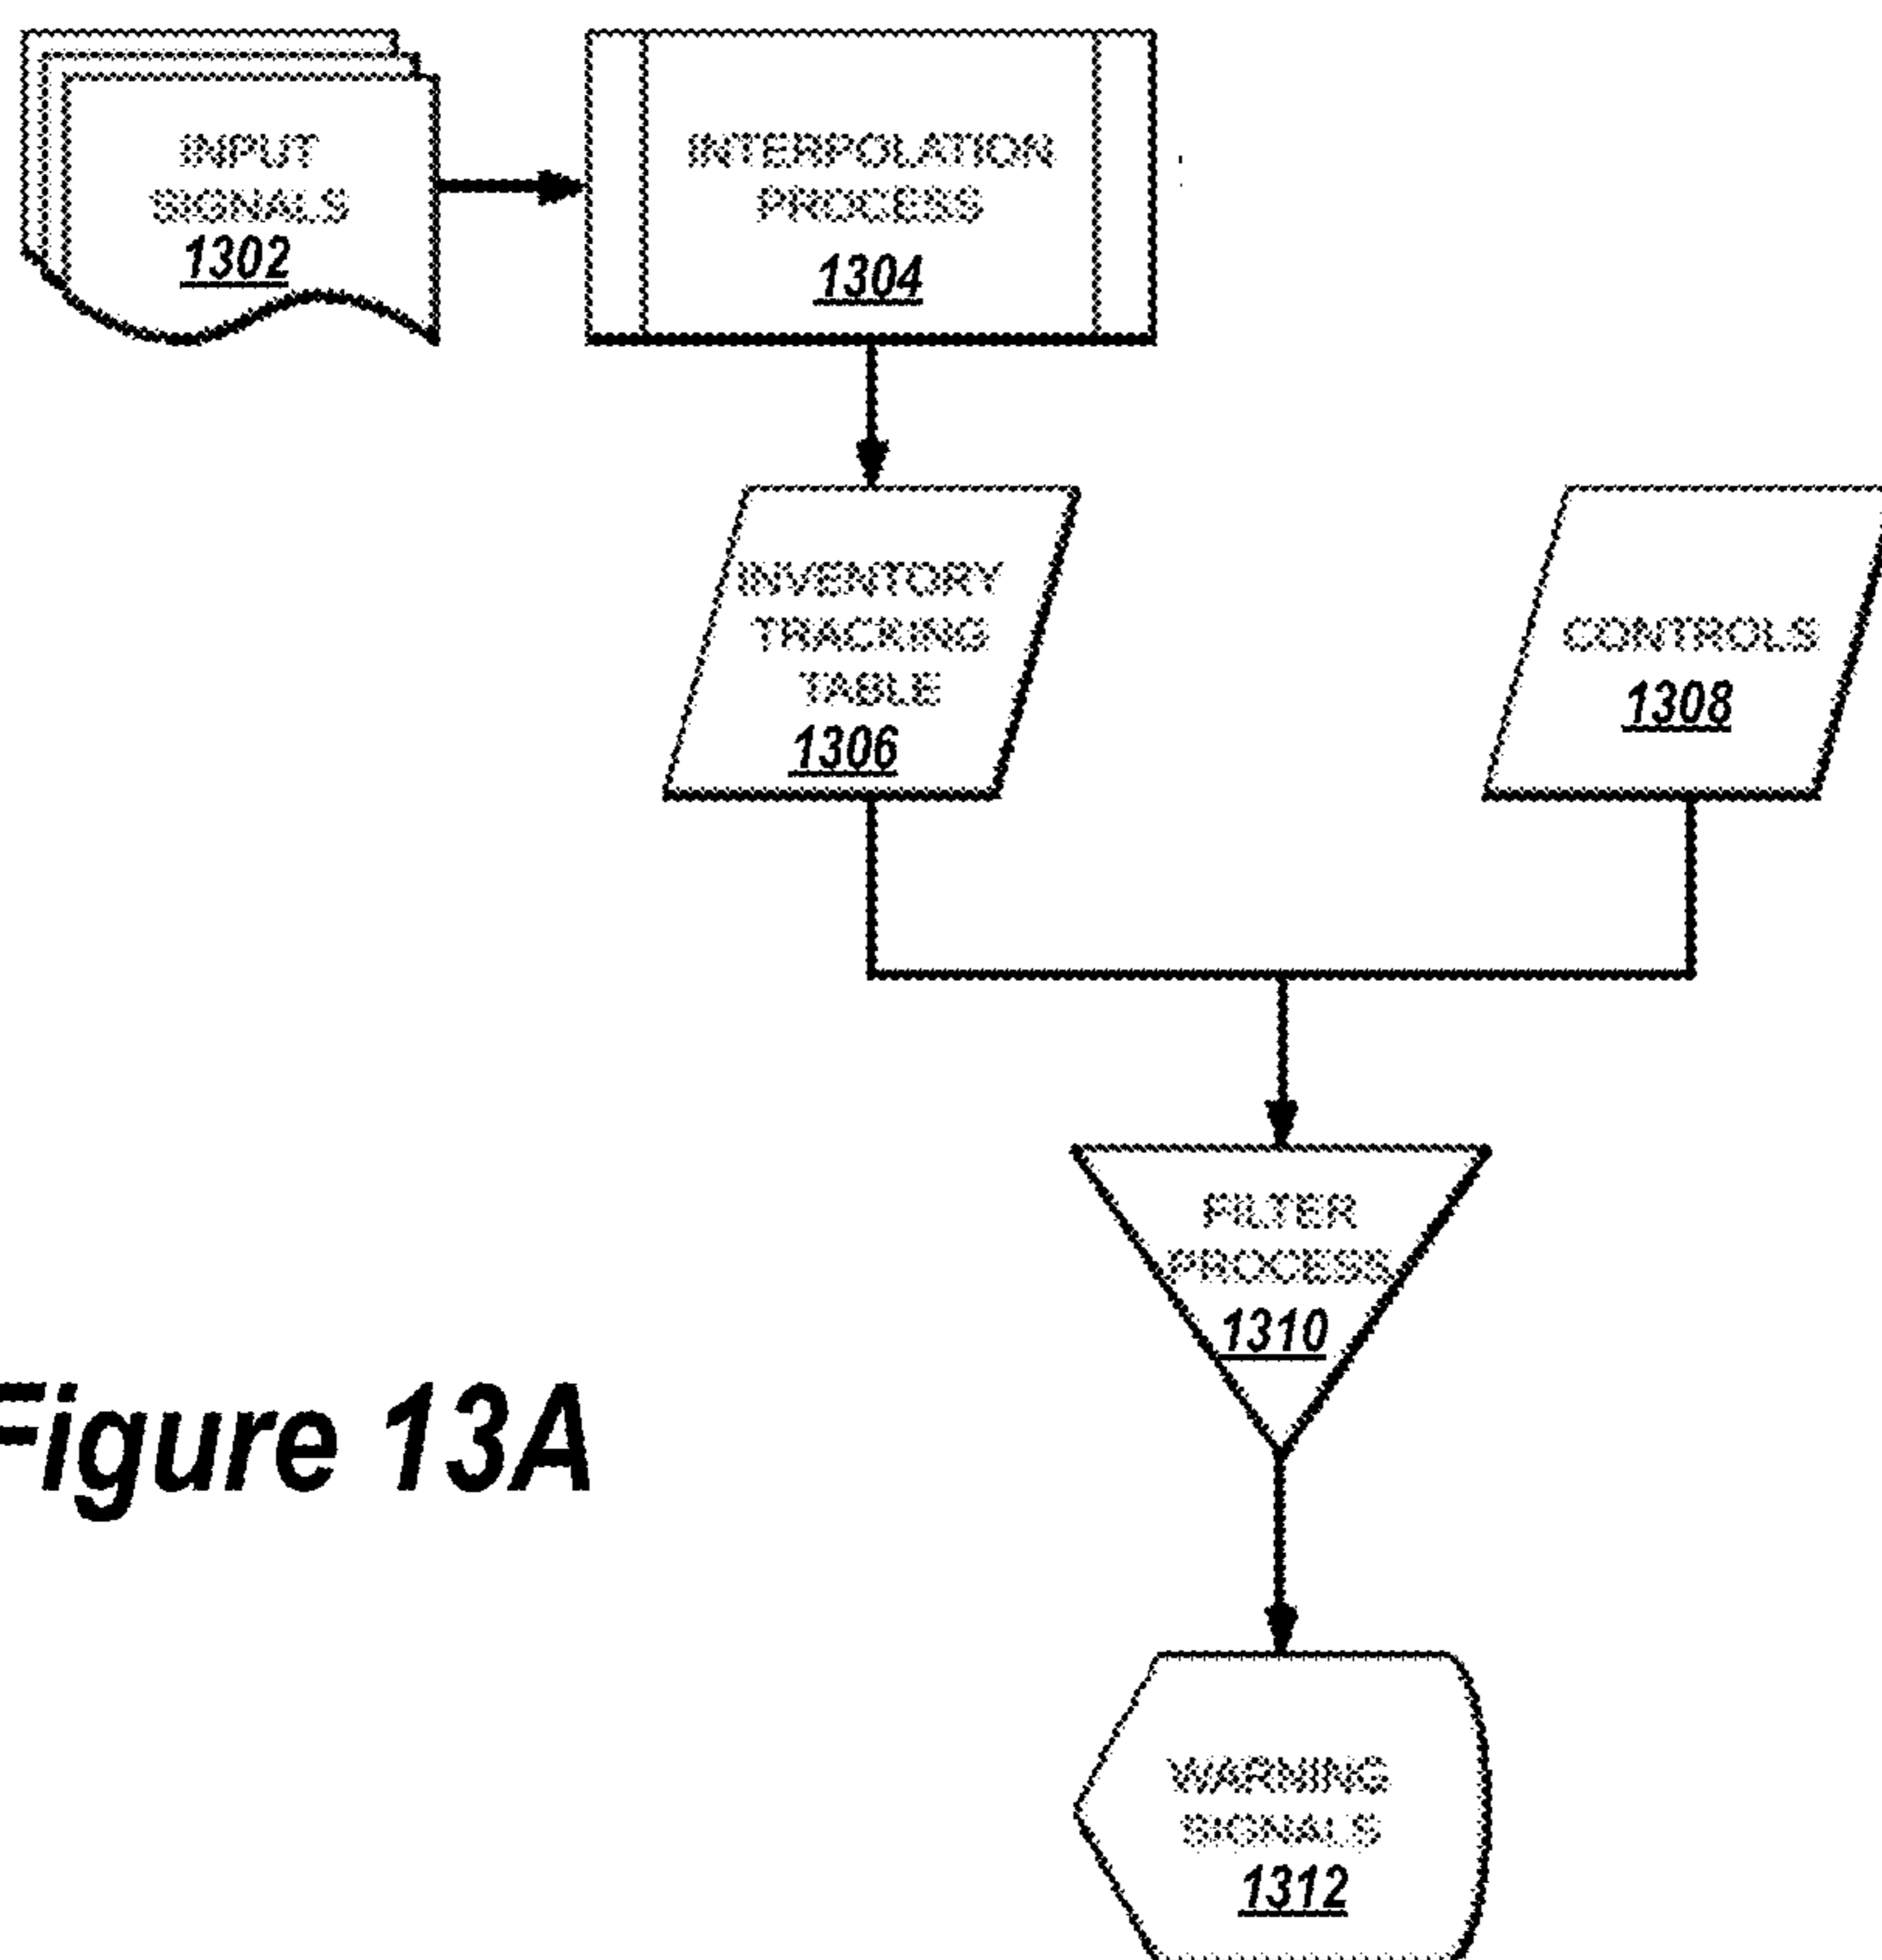 INPUT
SIGNALS
1302
INTERPOLATION
PROCESS
1304
INVENTORY
TRACKING
TABLE
1306
CONTROLS
1308
FILTER
PROCESS
1310
Figure 13A
WARNING
SIGNALS
1312